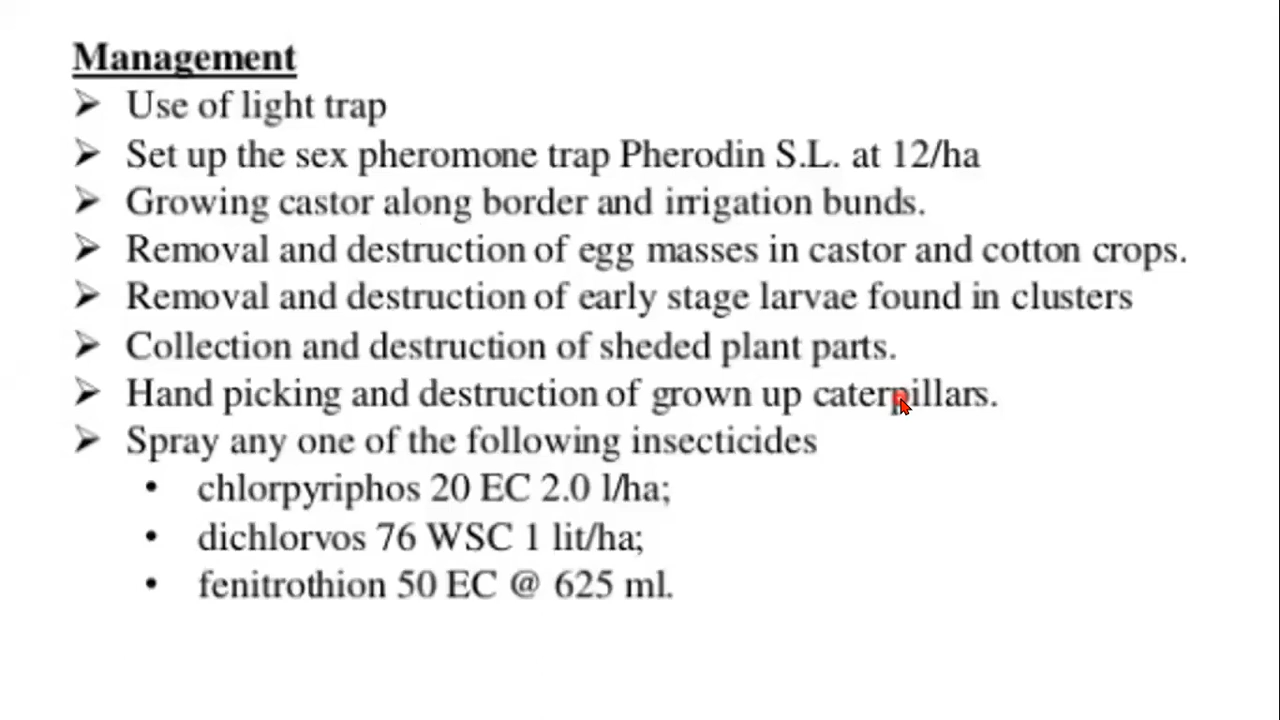 Management
➢ Use of light trap
➢ Set up the sex pheromone trap Pherodin S.L. at 12/ha
➢ Growing castor along border and irrigation bunds.
➢ Removal and destruction of egg masses in castor and cotton crops.
➢ Removal and destruction of early stage larvae found in clusters
➢ Collection and destruction of sheded plant parts.
➢ Hand picking and destruction of grown up caterpillars.
➢ Spray any one of the following insecticides
• chlorpyriphos 20 EC 2.0 l/ha;
• dichlorvos 76 WSC 1 lit/ha;
• fenitrothion 50 EC @ 625 ml.